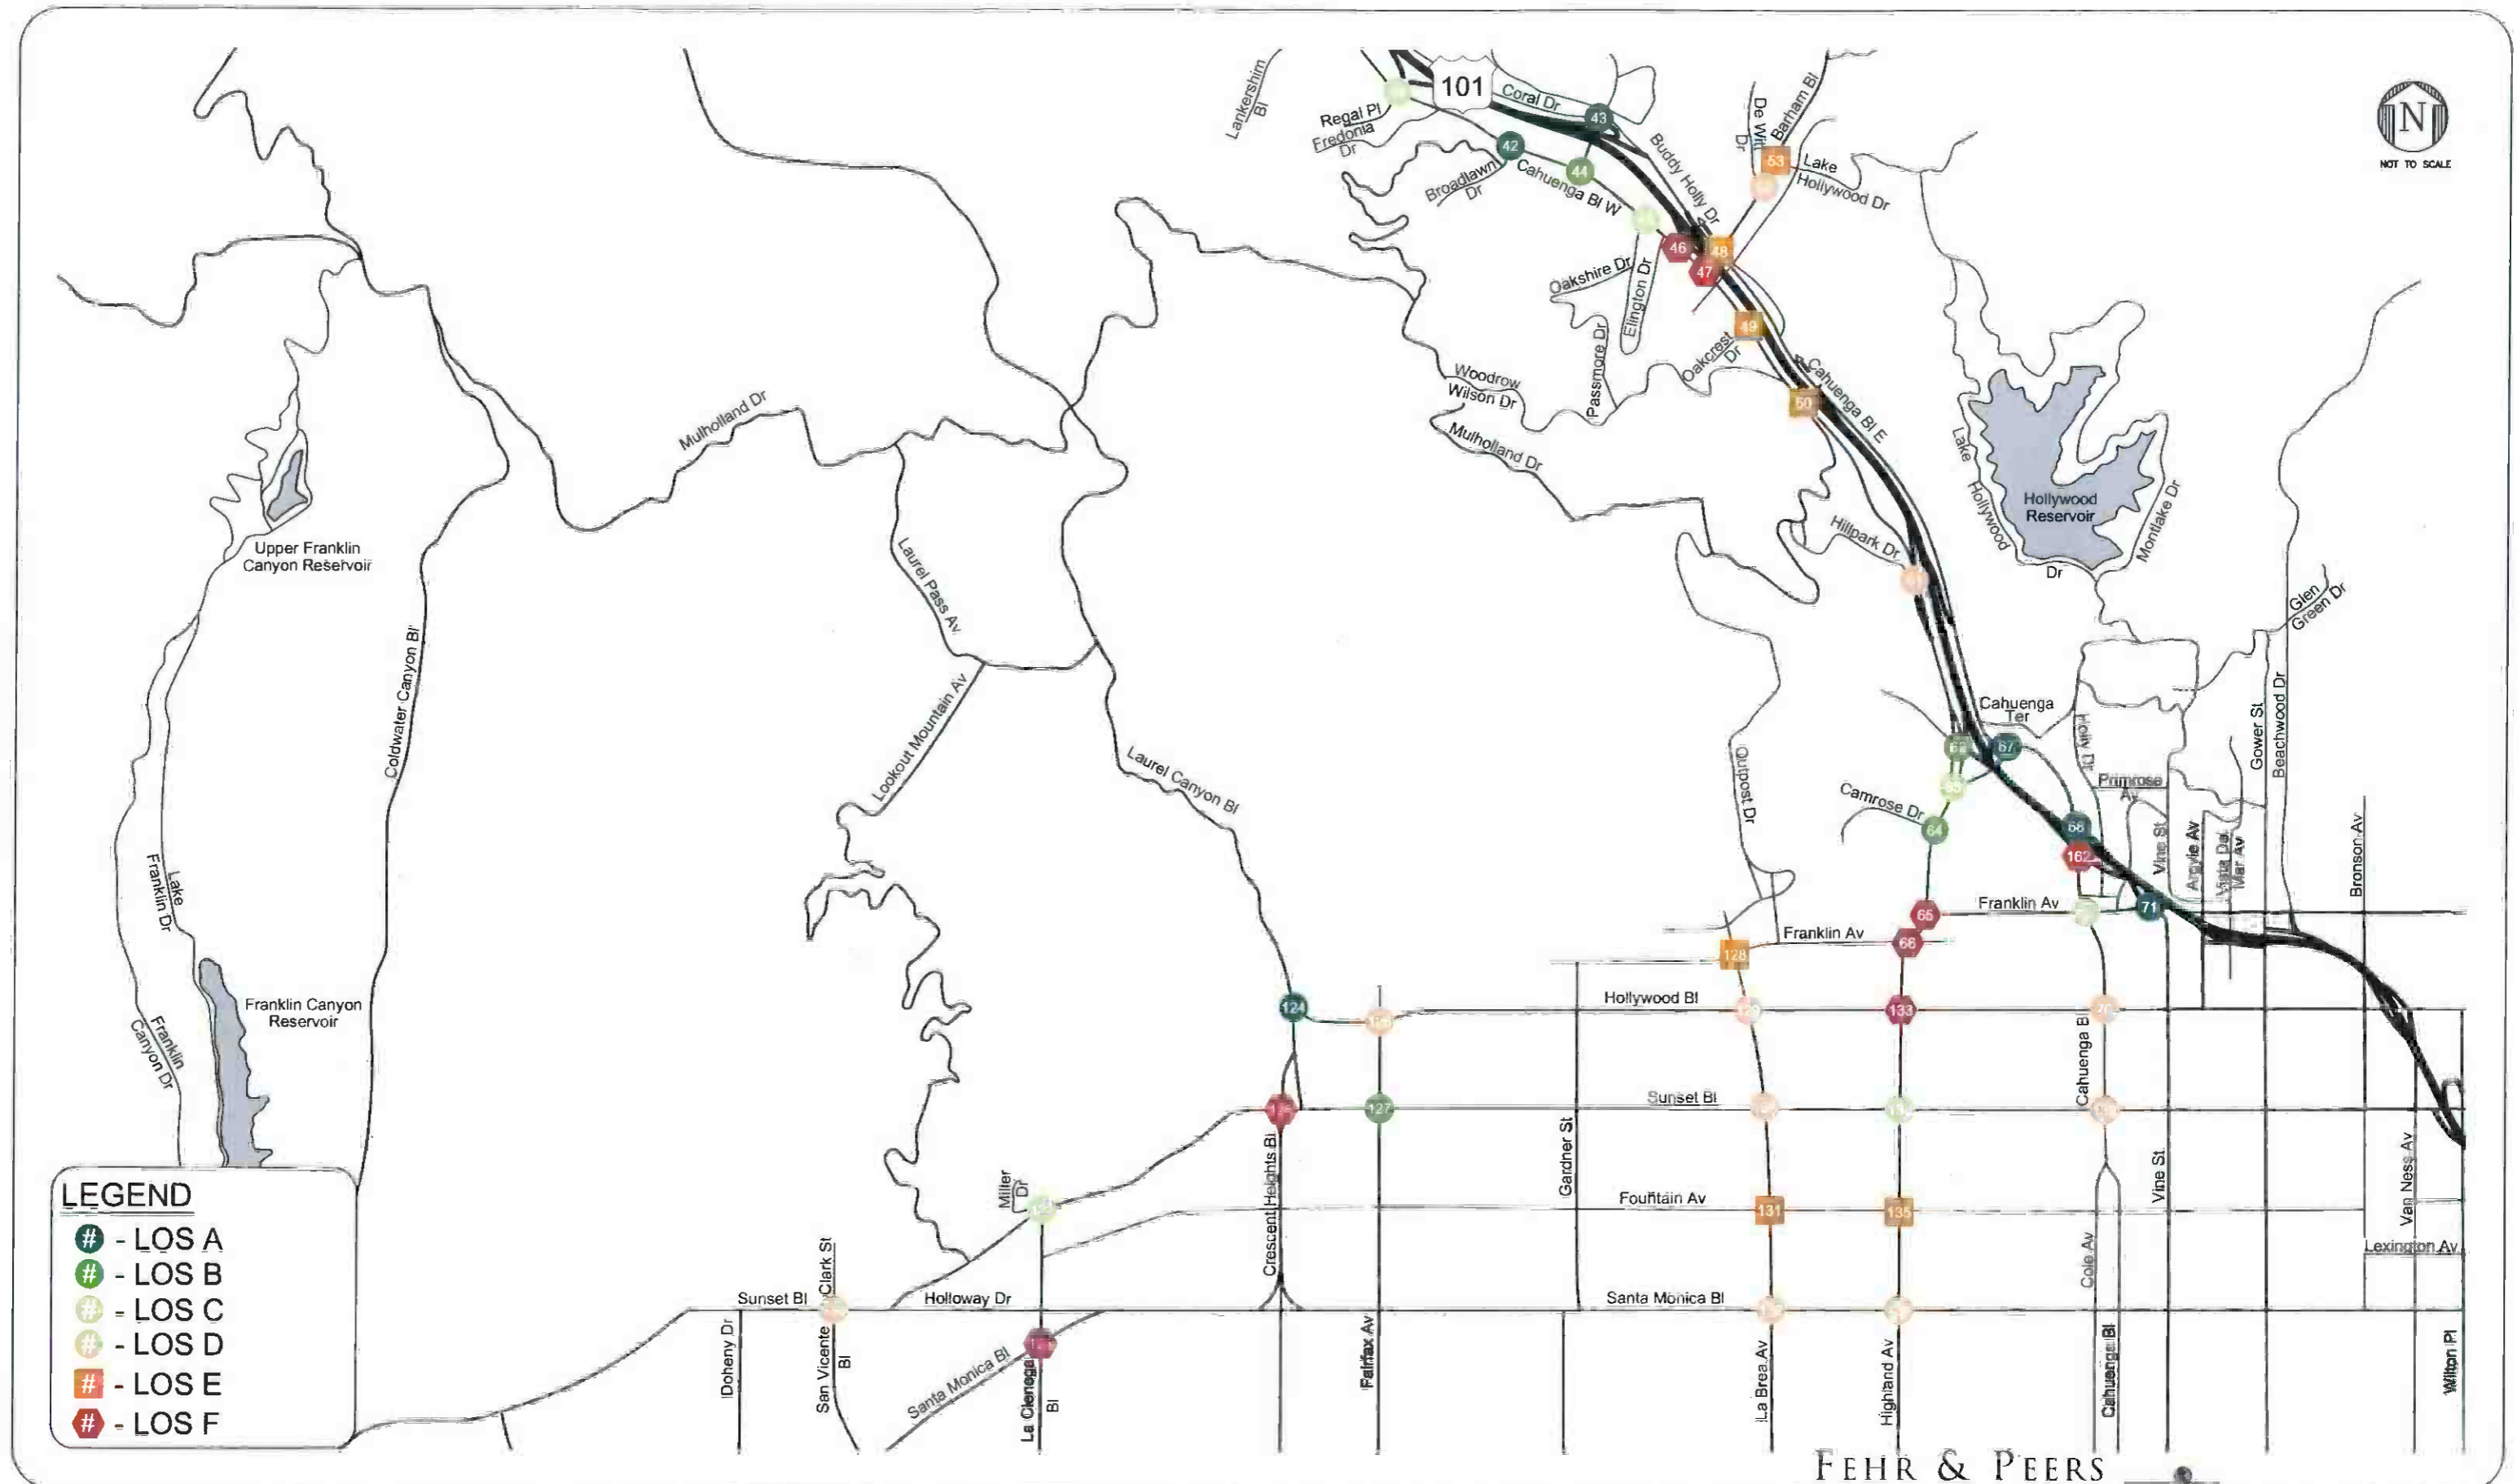 101
Lankershim
Bl
Regal Pl
Fredonia
Dr
Coral Dr
43
42
44
Broadlawn
Dr
Cahuenga Bl W
Buddy Holly Dr
De Witt
Dr
Barham Bl
53
Lake
Hollywood Dr
N
NOT TO SCALE
46
47
48
49
50
Oakshire Dr
Elington Dr
Passmore Dr
Oakcrest
Dr
Cahuenga Bl E
Woodrow
Wilson Dr
Mulholland Dr
Mulholland Dr
Lake
Hollywood
Dr
Hollywood
Reservoir
Montlake Dr
Hillpark Dr
Upper Franklin
Canyon Reservoir
Laurel Pass Av
Glen
Green Dr
Coldwater Canyon Bl
Lookout Mountain Av
Laurel Canyon Bl
Outpost Dr
Cahuenga
Ter
67
Holly Dr
Primrose
Av
Gower St
Beachwood Dr
Camrose Dr
64
68
162
Vine St
Argyle Av
Vista Del
Mar Av
Bronson Av
Lake
Franklin Dr
65
Franklin Av
71
66
Franklin Av
128
Franklin Canyon
Reservoir
Franklin
Canyon Dr
124
Hollywood Bl
133
Cahuenga Bl
127
Sunset Bl
Crescent Heights Bl
Gardner St
Miller
Dr
Fountain Av
131
135
Vine St
Van Ness Av
Lexington Av
Cole Av
Clark St
Sunset Bl
Holloway Dr
Santa Monica Bl
Doheny Dr
San Vicente
Bl
Santa Monica Bl
La Cienega
Bl
Fairfax Av
La Brea Av
Highland Av
Cahuenga Bl
Wilton Pl
LEGEND
# - LOS A
# - LOS B
# - LOS C
# - LOS D
# - LOS E
# - LOS F
FEHR & PEERS